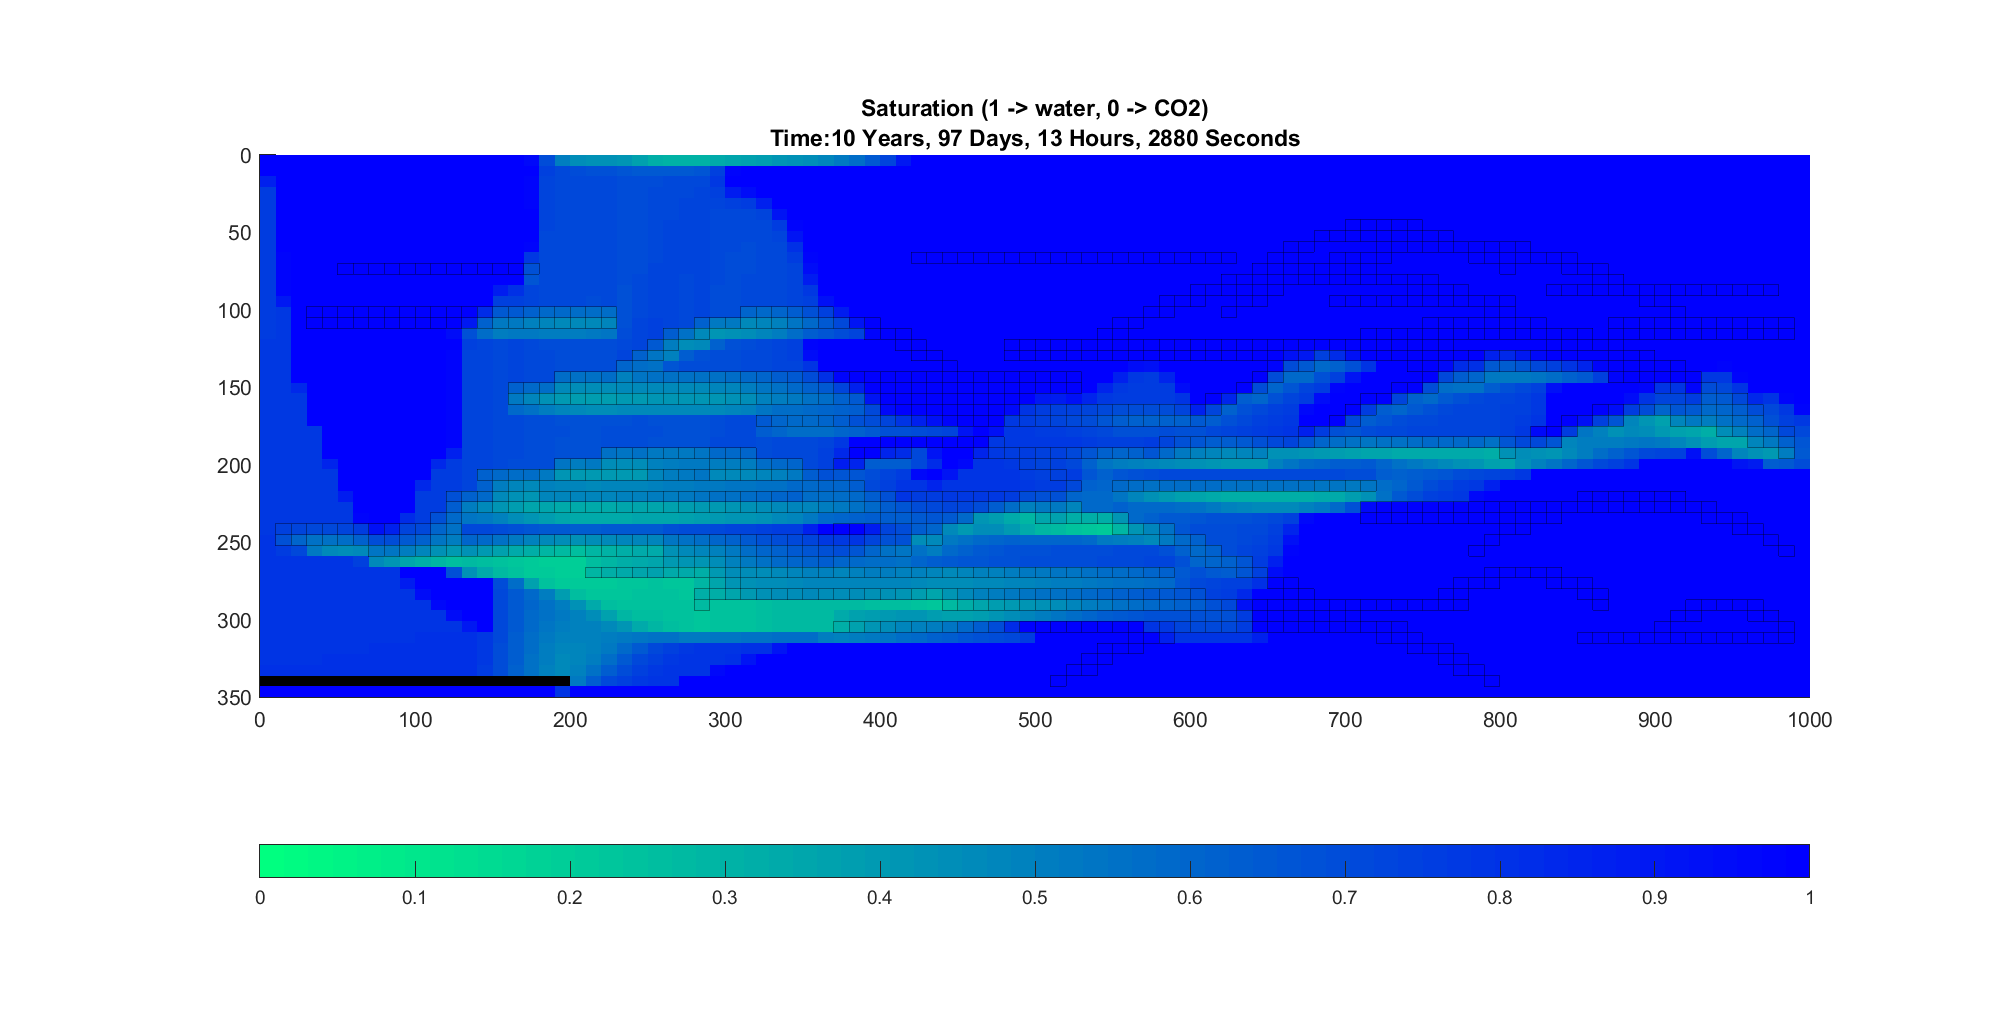 Saturation (1 -> water, 0 -> CO2)
Time:10 Years, 97 Days, 13 Hours, 2880 Seconds
0
50
100
150
200
250
300
350
0 100 200 300 400 500 600 700 800 900 1000
0 0.1 0.2 0.3 0.4 0.5 0.6 0.7 0.8 0.9 1